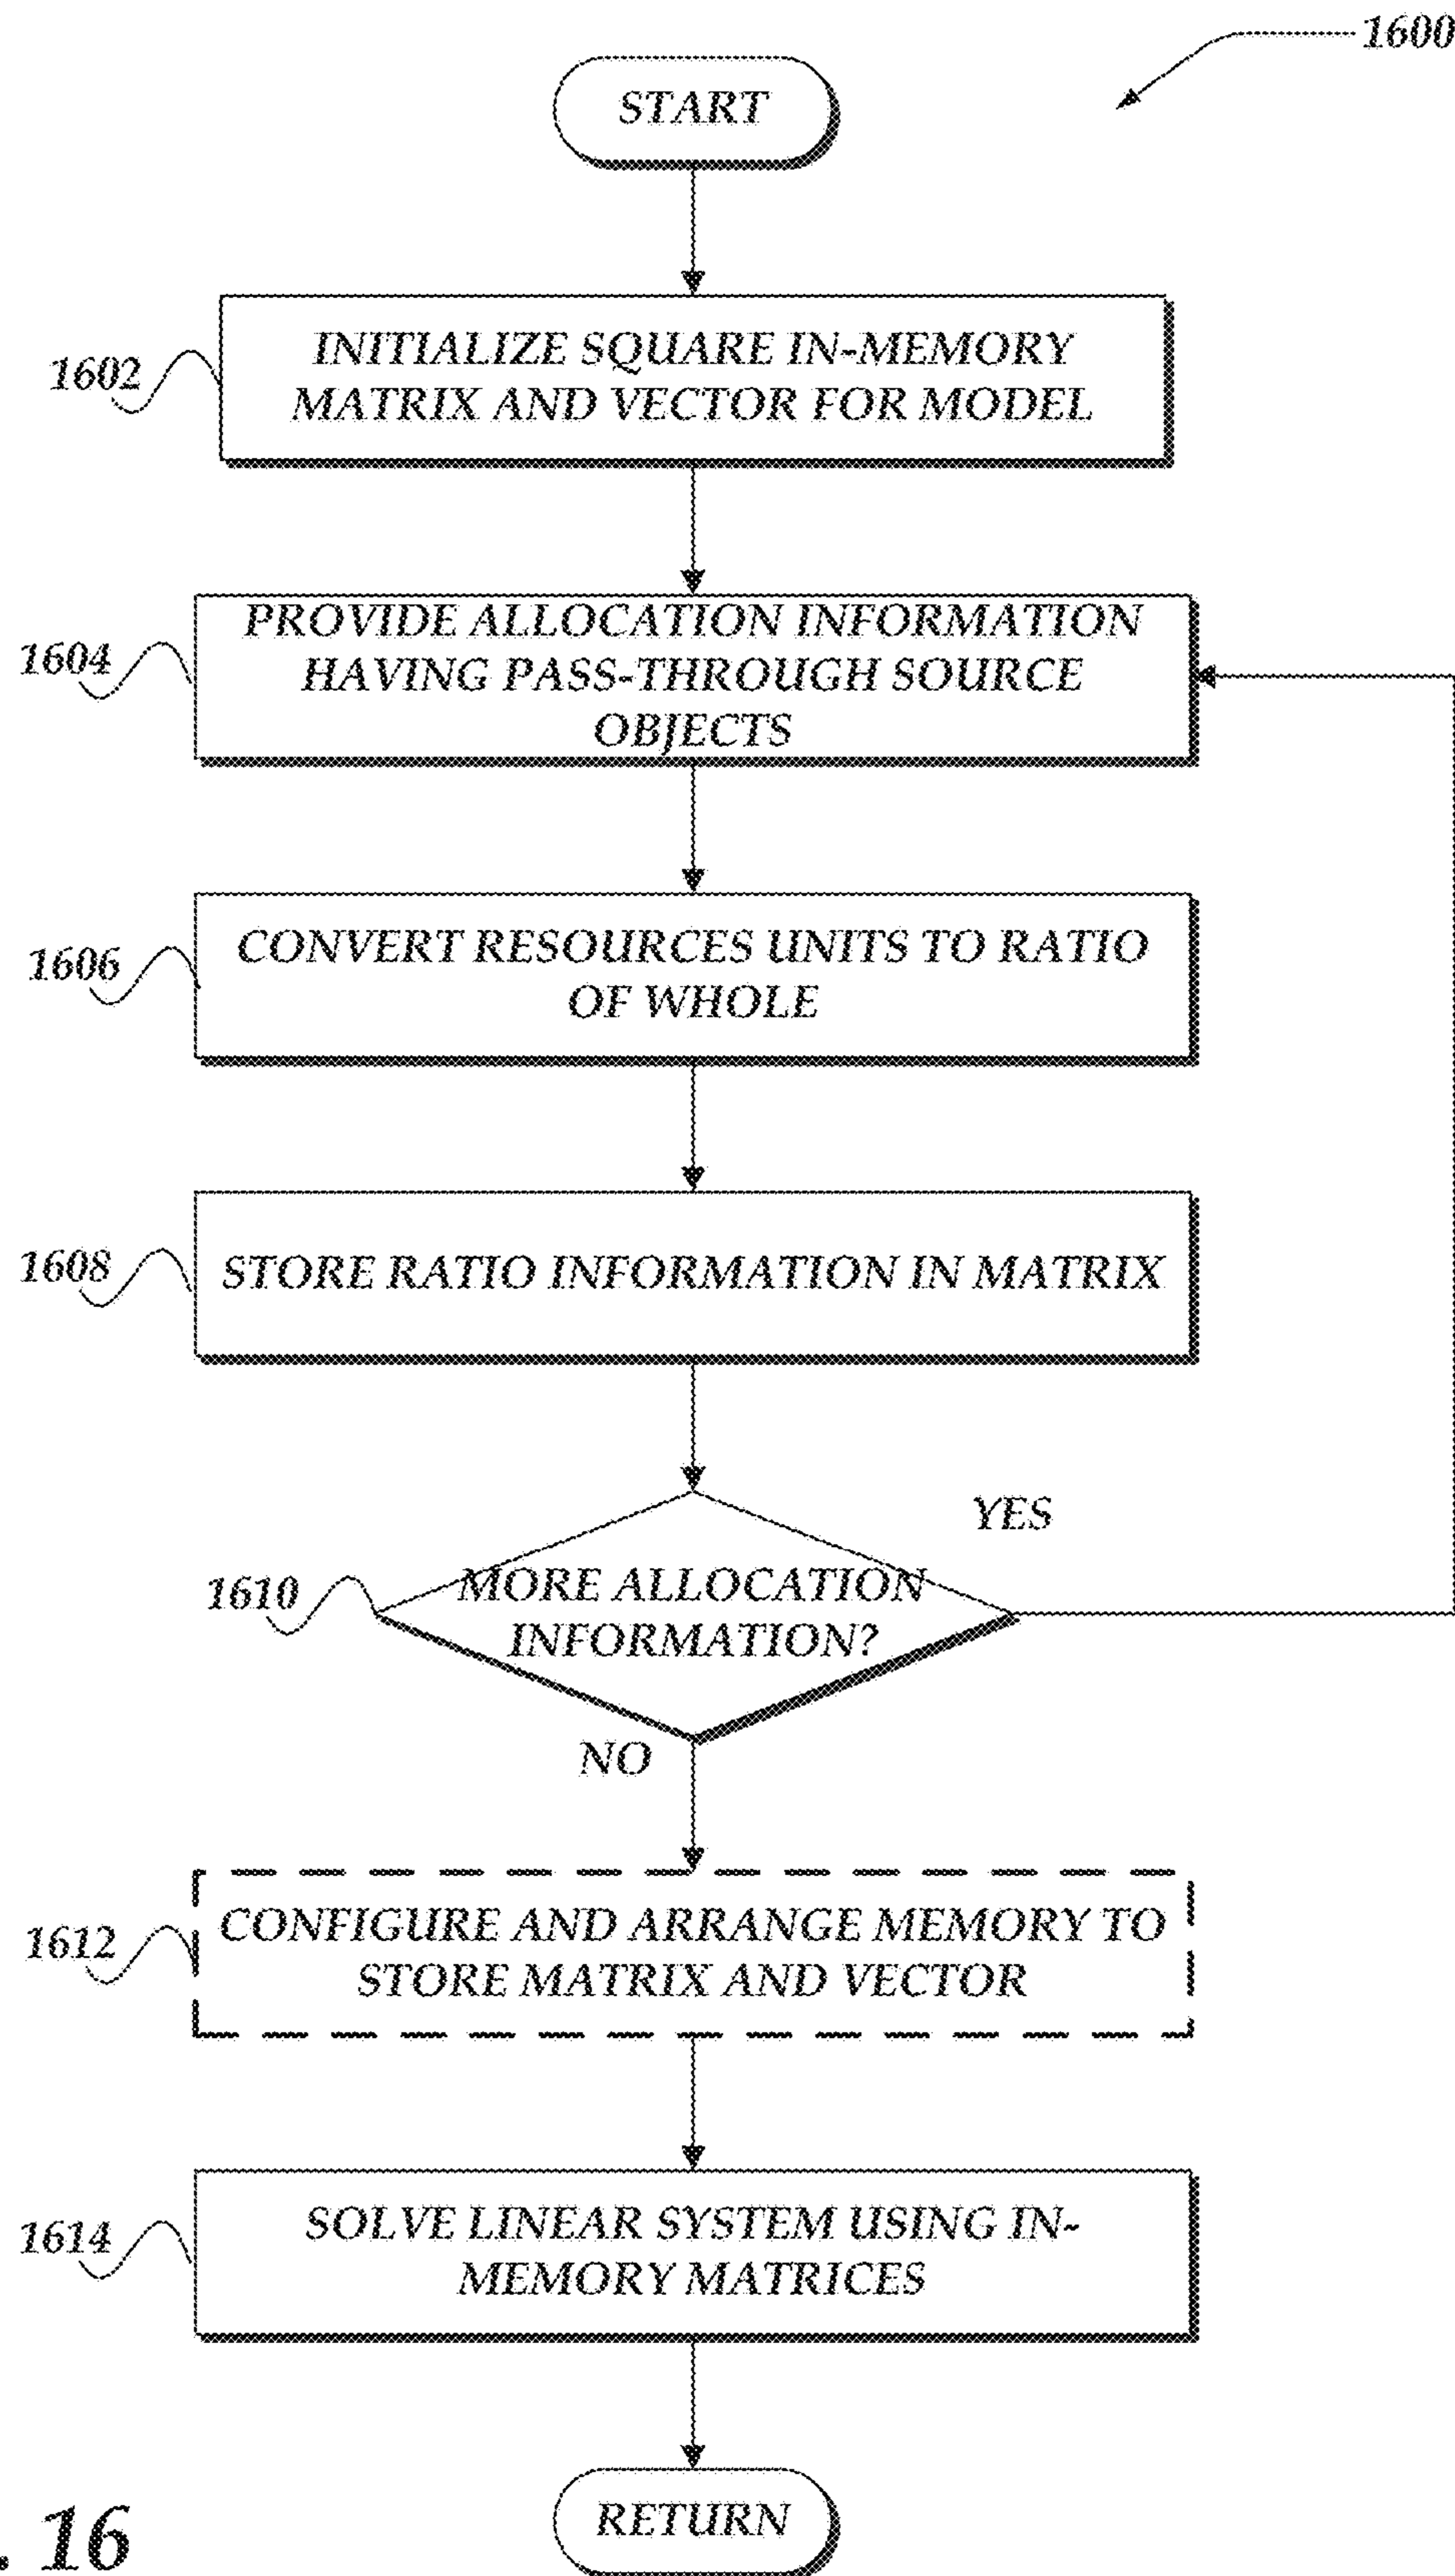 1600
START
1602
INITIALIZE SQUARE IN-MEMORY
MATRIX AND VECTOR FOR MODEL
1604
PROVIDE ALLOCATION INFORMATION
HAVING PASS-THROUGH SOURCE
OBJECTS
1606
CONVERT RESOURCES UNITS TO RATIO
OF WHOLE
1608
STORE RATIO INFORMATION IN MATRIX
YES
1610
MORE ALLOCATION
INFORMATION?
NO
1612
CONFIGURE AND ARRANGE MEMORY TO
STORE MATRIX AND VECTOR
1614
SOLVE LINEAR SYSTEM USING IN-
MEMORY MATRICES
RETURN
. 16